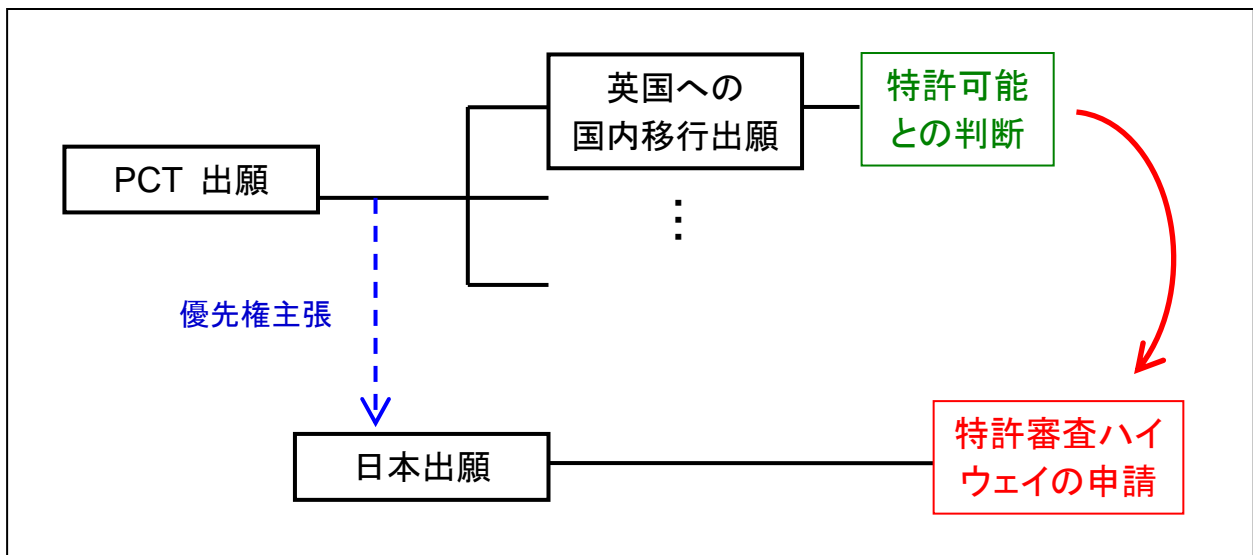 英国への
国内移行出願
特許可能
との判断
PCT 出願
⋮
優先権主張
日本出願
特許審査ハイ
ウェイの申請